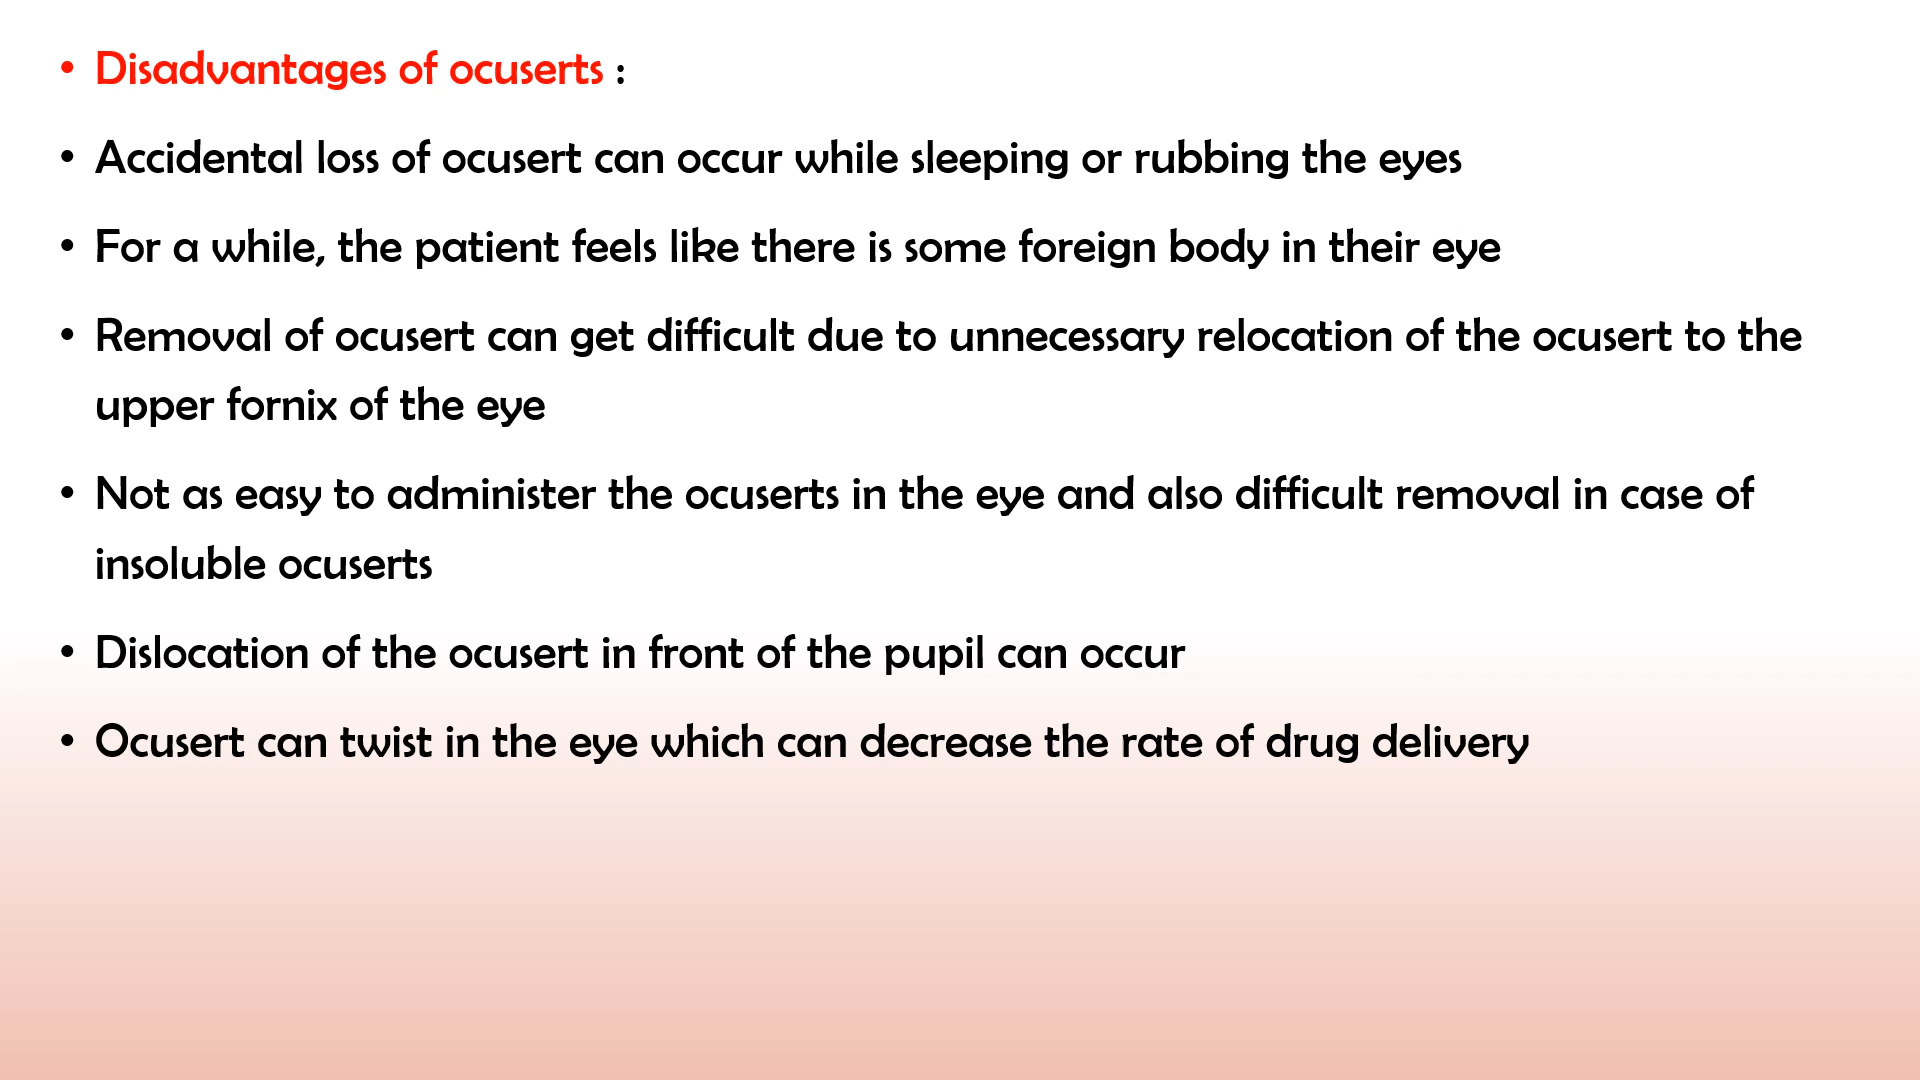 • Disadvantages of ocuserts :
• Accidental loss of ocusert can occur while sleeping or rubbing the eyes
• For a while, the patient feels like there is some foreign body in their eye
• Removal of ocusert can get difficult due to unnecessary relocation of the ocusert to the
upper fornix of the eye
• Not as easy to administer the ocuserts in the eye and also difficult removal in case of
insoluble ocuserts
• Dislocation of the ocusert in front of the pupil can occur
• Ocusert can twist in the eye which can decrease the rate of drug delivery